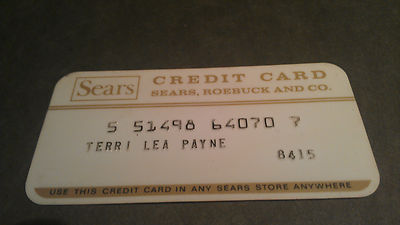 Sears
CREDIT CARD
SEARS, ROEBUCK AND CO.
5 51498 64070 7
TERRI LEA PAYNE
8415
USE THIS CREDIT CARD IN ANY SEARS STORE ANYWHERE